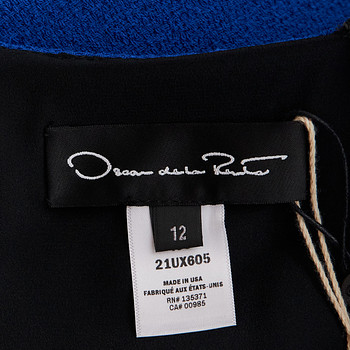 Oscar de la Renta
12
21UX605
MADE IN USA
FABRIQUÉ AUX ÉTATS-UNIS
RN# 135371
CA# 00985